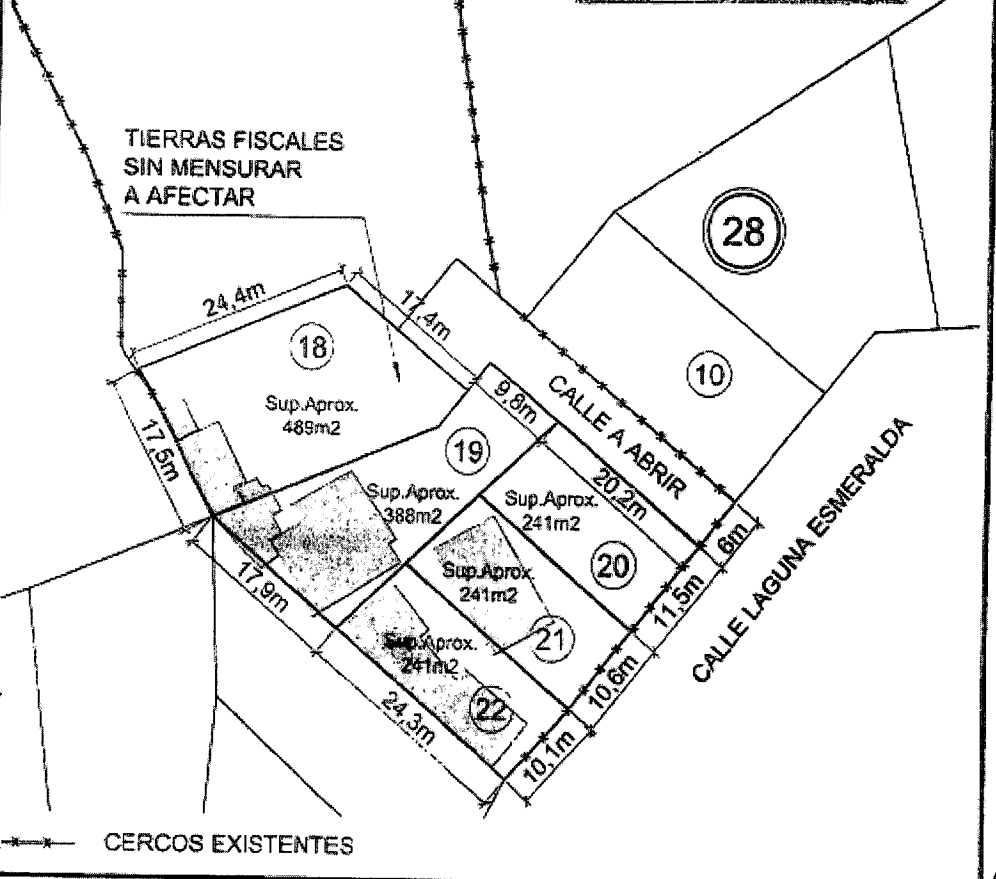 TIERRAS FISCALES
SIN MENSURAR
A AFECTAR
28
24,4m
17,4m
18
10
Sup.Aprox.
489m2
9,8m
CALLE A ABRIR
17,5m
19
Sup.Aprox.
388m2
20,2m
Sup.Aprox.
241m2
6m
20
CALLE LAGUNA ESMERALDA
Sup.Aprox.
241m2
11,5m
17,9m
21
Sup.Aprox.
241m2
10,6m
22
24,3m
10,1m
CERCOS EXISTENTES